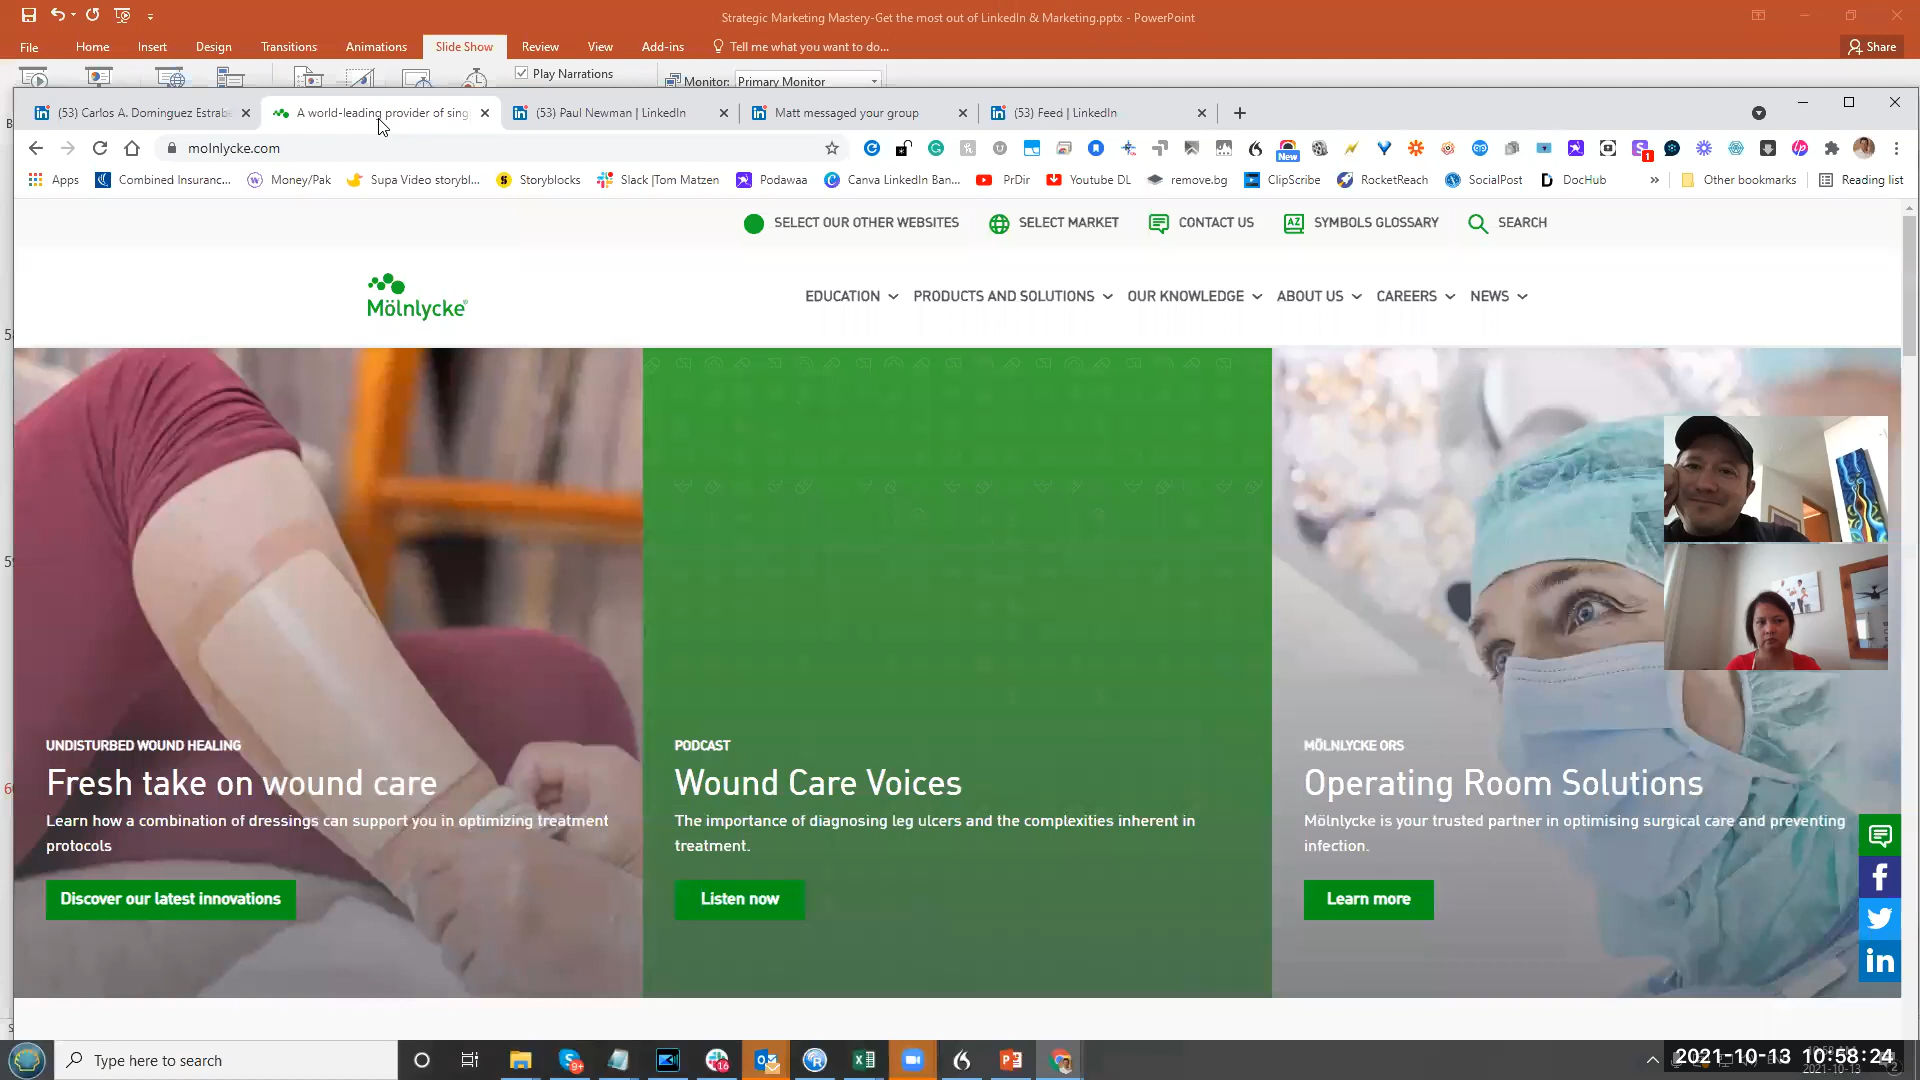 Strategic Marketing Mastery-Get the most out of LinkedIn & Marketing.pptx - PowerPoint
File Home Insert Design Transitions Animations Slide Show Review View Add-ins Tell me what you want to do... Share
Play Narrations
Monitor: Primary Monitor
(53) Carlos A. Dominguez Estrabe
A world-leading provider of sing
(53) Paul Newman | LinkedIn
Matt messaged your group
(53) Feed | LinkedIn
molnlycke.com
New
1
Apps Combined Insuranc... Money/Pak Supa Video storybl... Storyblocks Slack |Tom Matzen Podawaa Canva LinkedIn Ban... PrDir Youtube DL remove.bg ClipScribe RocketReach SocialPost DocHub » Other bookmarks Reading list
SELECT OUR OTHER WEBSITES SELECT MARKET CONTACT US SYMBOLS GLOSSARY SEARCH
Mölnlycke®
EDUCATION PRODUCTS AND SOLUTIONS OUR KNOWLEDGE ABOUT US CAREERS NEWS
UNDISTURBED WOUND HEALING
Fresh take on wound care
Learn how a combination of dressings can support you in optimizing treatment
protocols
Discover our latest innovations
PODCAST
Wound Care Voices
The importance of diagnosing leg ulcers and the complexities inherent in
treatment.
Listen now
MÖLNLYCKE ORS
Operating Room Solutions
Mölnlycke is your trusted partner in optimising surgical care and preventing
infection.
Learn more
Type here to search
9+
16
2021-10-13 10:58:24
2021-10-13